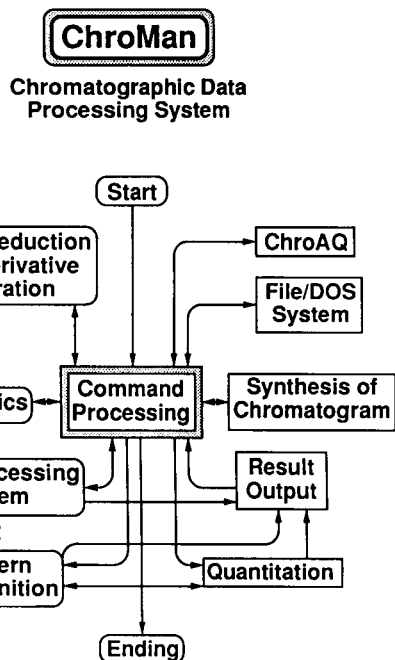 ChroMan
Chromatographic Data
Processing System
Start
eduction
erivative
ration
ChroAQ
File/DOS
System
ics
Command
Processing
Synthesis of
Chromatogram
cessing
em
Result
Output
ern
nition
Quantitation
Ending